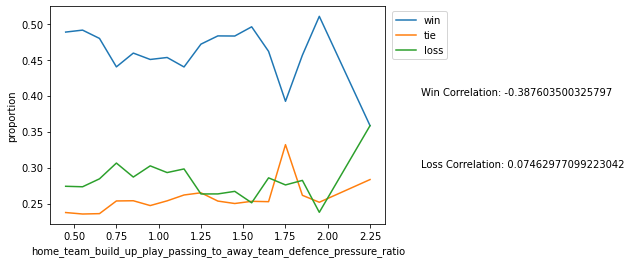 0.50
0.45
0.40
0.35
0.30
0.25
proportion
0.50 0.75 1.00 1.25 1.50 1.75 2.00 2.25
home_team_build_up_play_passing_to_away_team_defence_pressure_ratio
win
tie
loss
Win Correlation: -0.387603500325797
Loss Correlation: 0.07462977099223042